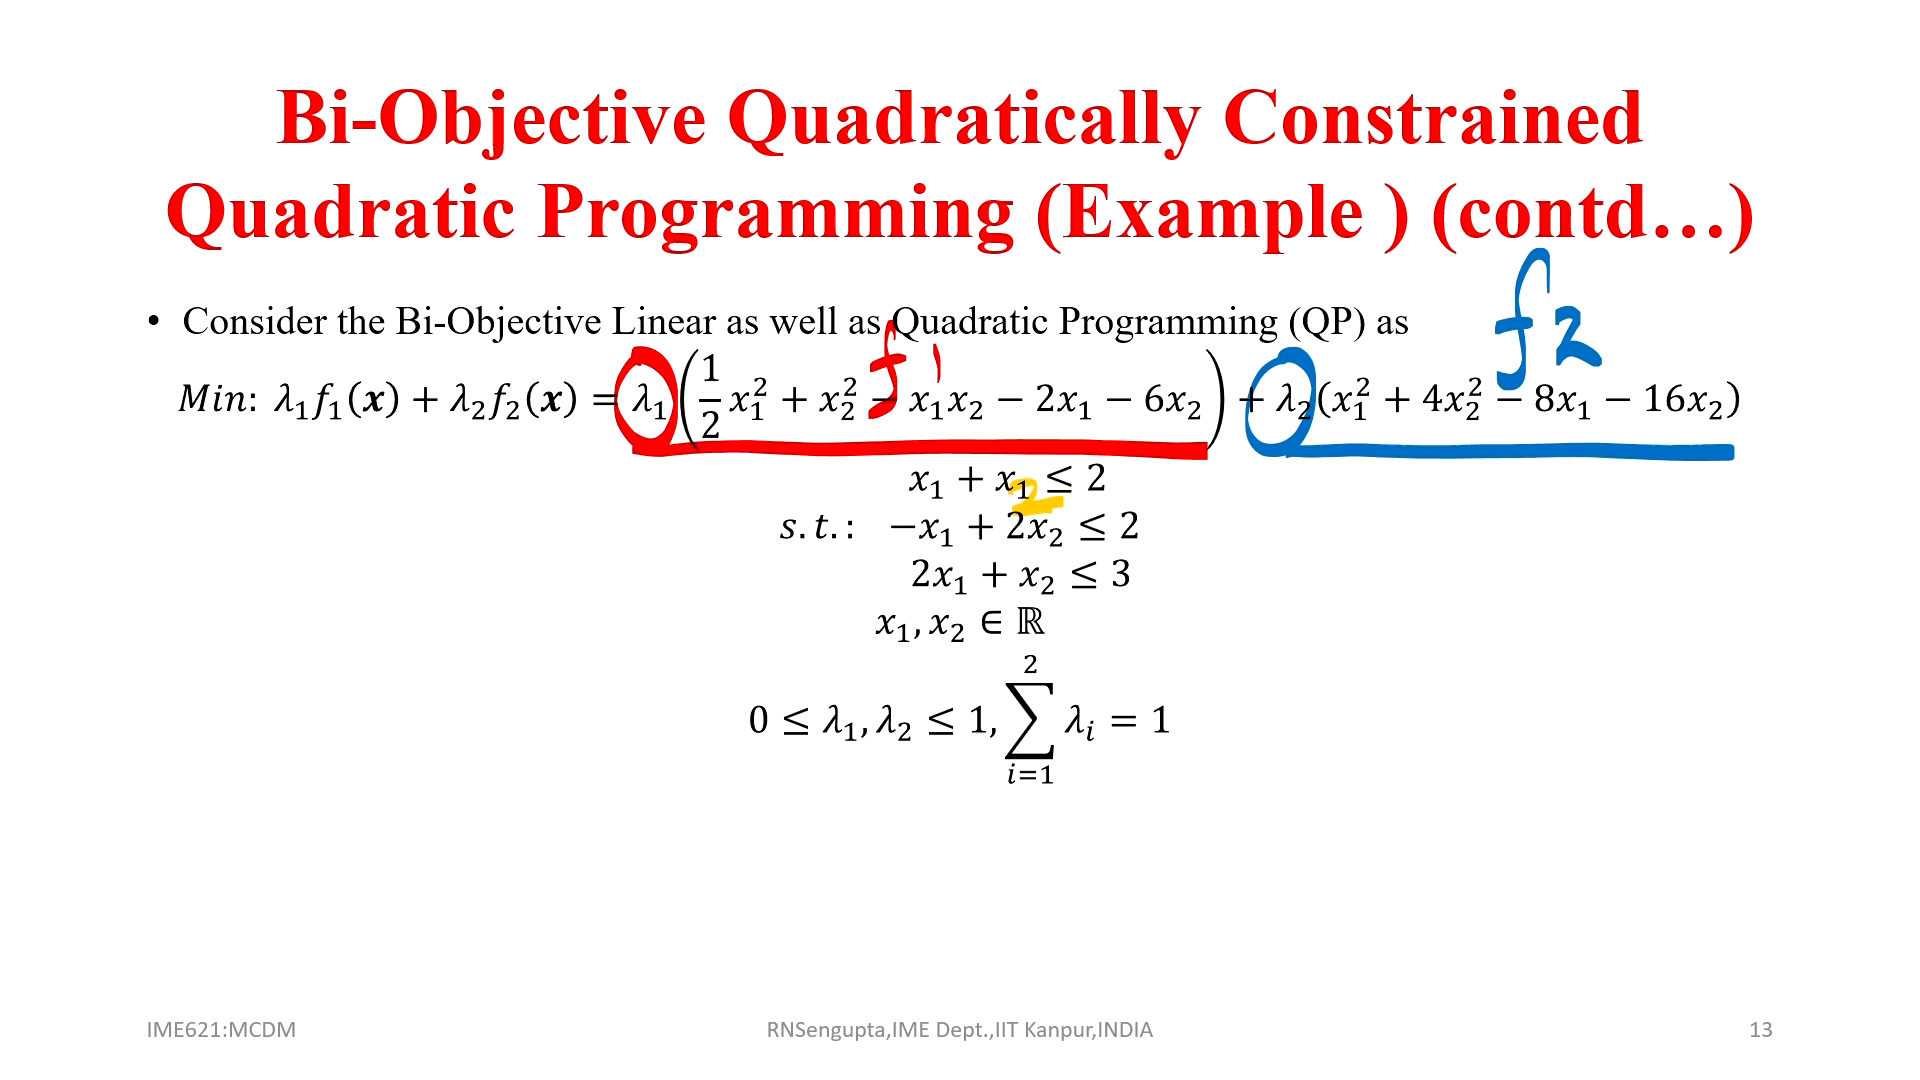 Bi-Objective Quadratically Constrained
Quadratic Programming (Example ) (contd…)
f2
• Consider the Bi-Objective Linear as well as Quadratic Programming (QP) as
f1
Min: λ₁f₁(x) + λ₂f₂(x) = λ₁(1/2 x₁² + x₂² − x₁x₂ − 2x₁ − 6x₂) + λ₂(x₁² + 4x₂² − 8x₁ − 16x₂)
x₁ + x₁ ≤ 2
2
s.t.: −x₁ + 2x₂ ≤ 2
2x₁ + x₂ ≤ 3
x₁, x₂ ∈ ℝ
0 ≤ λ₁, λ₂ ≤ 1, ∑_{i=1}^{2} λᵢ = 1
IME621:MCDM RNSengupta,IME Dept.,IIT Kanpur,INDIA 13